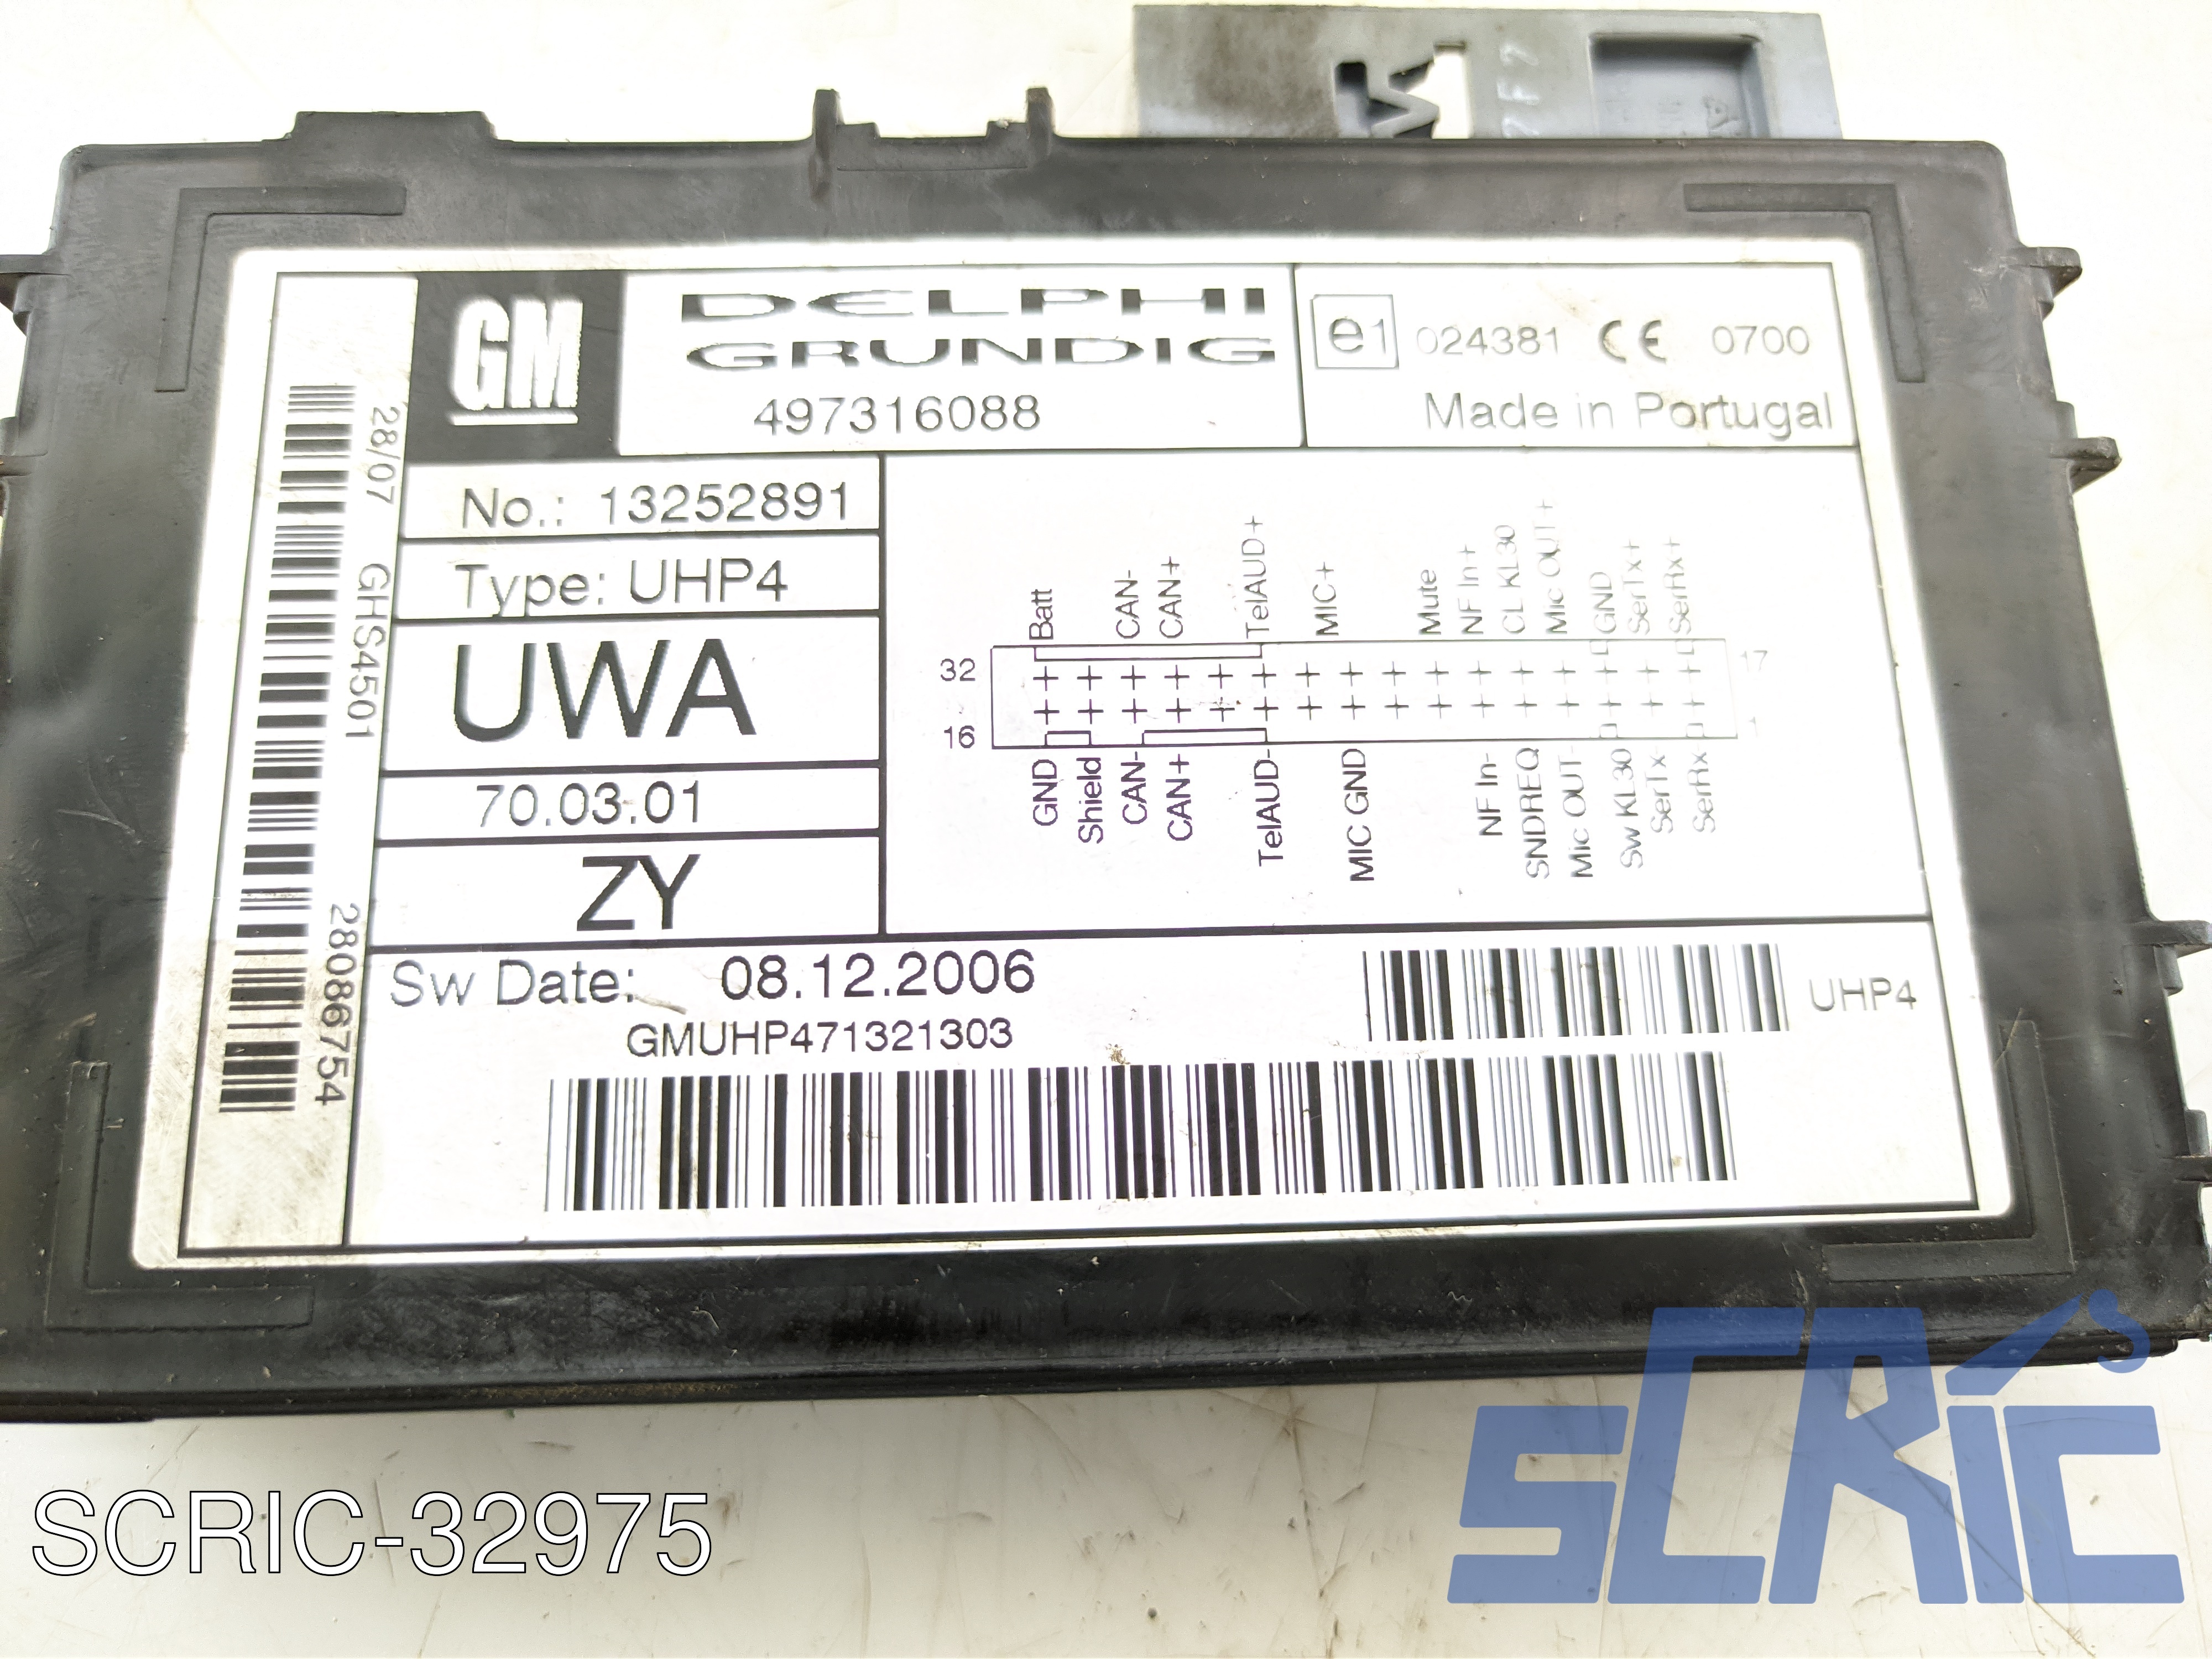 GM
DELPHI
GRUNDIG
497316088
e1 024381 CE 0700
Made in Portugal
28/07 GHS4501 28086754
No.: 13252891
Type: UHP4
UWA
70.03.01
ZY
Batt CAN- CAN+ TelAUD+ MIC+ Mute NF In+ CL KL30 Mic OUT+ GND SerTx+ SerRx+
32 17
16 1
GND Shield CAN- CAN+ TelAUD- MIC GND NF In- SNDREQ Mic OUT- Sw KL30 SerTx- SerRx-
Sw Date: 08.12.2006
GMUHP471321303
UHP4
SCRIC-32975
SCRIC